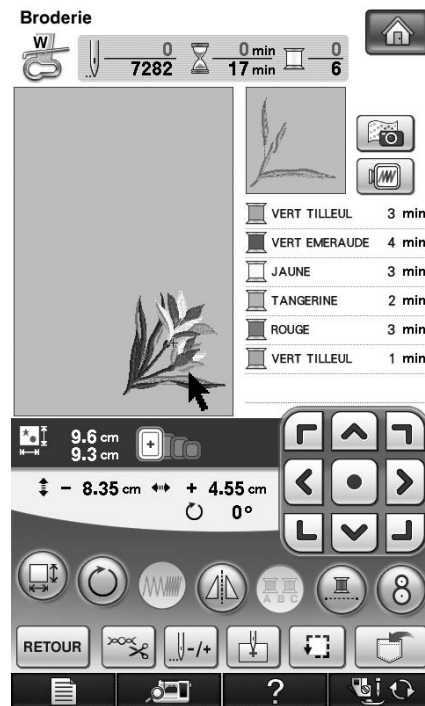 Broderie
W
0 0 min 0
7282 17 min 6
VERT TILLEUL 3 min
VERT EMERAUDE 4 min
JAUNE 3 min
TANGERINE 2 min
ROUGE 3 min
VERT TILLEUL 1 min
9.6 cm
9.3 cm
- 8.35 cm + 4.55 cm
0°
A B C
8
RETOUR -/+
?